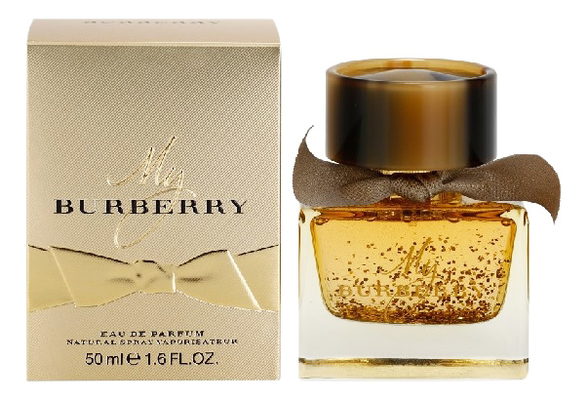 My
BURBERRY
EAU DE PARFUM
NATURAL SPRAY VAPORISATEUR
50 ml e 1.6 FL.OZ.
My
BURBERRY